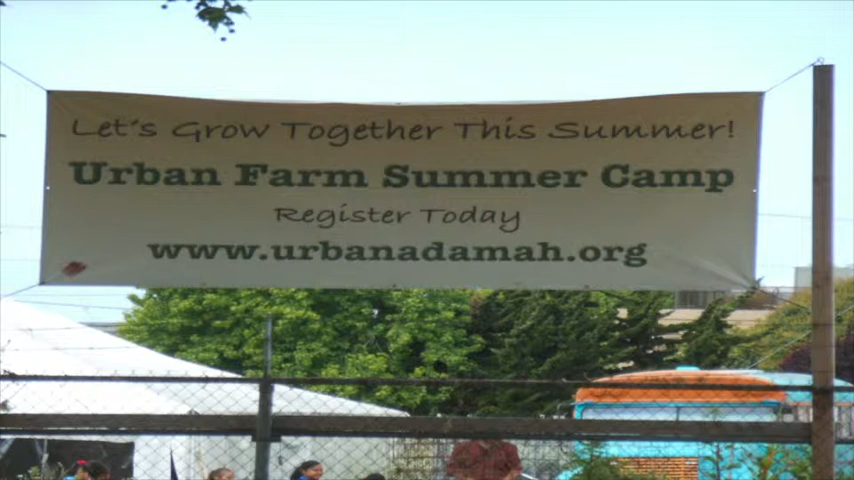 Let's Grow Together This Summer!
Urban Farm Summer Camp
Register Today
www.urbanadamah.org